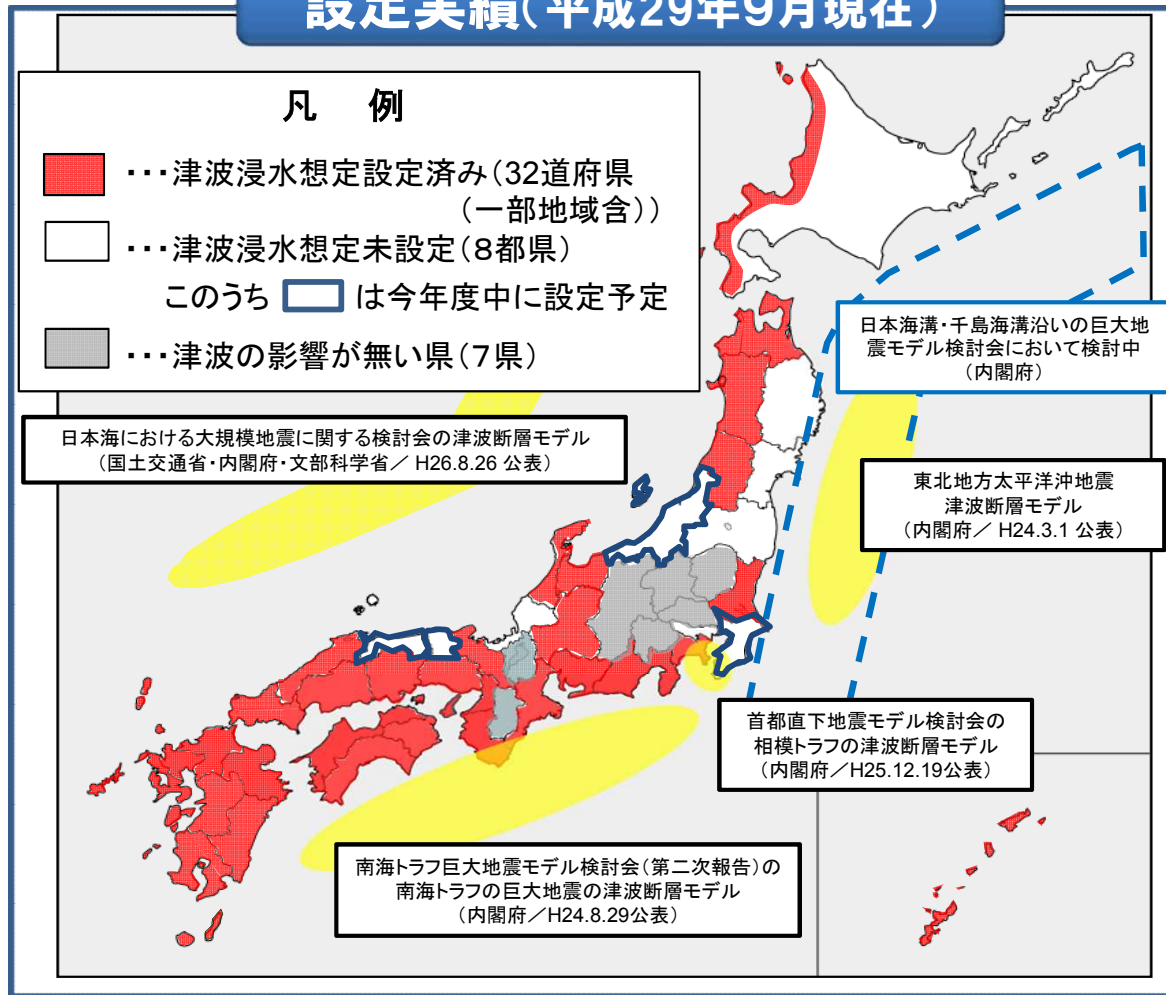 設定実績(平成29年9月現在)
凡 例
・・・津波浸水想定設定済み(32道府県
(一部地域含))
・・・津波浸水想定未設定(8都県)
このうち は今年度中に設定予定
・・・津波の影響が無い県(7県)
日本海溝・千島海溝沿いの巨大地
震モデル検討会において検討中
(内閣府)
日本海における大規模地震に関する検討会の津波断層モデル
(国土交通省・内閣府・文部科学省/H26.8.26 公表)
東北地方太平洋沖地震
津波断層モデル
(内閣府/ H24.3.1 公表)
首都直下地震モデル検討会の
相模トラフの津波断層モデル
(内閣府/H25.12.19公表)
南海トラフ巨大地震モデル検討会(第二次報告)の
南海トラフの巨大地震の津波断層モデル
(内閣府/H24.8.29公表)